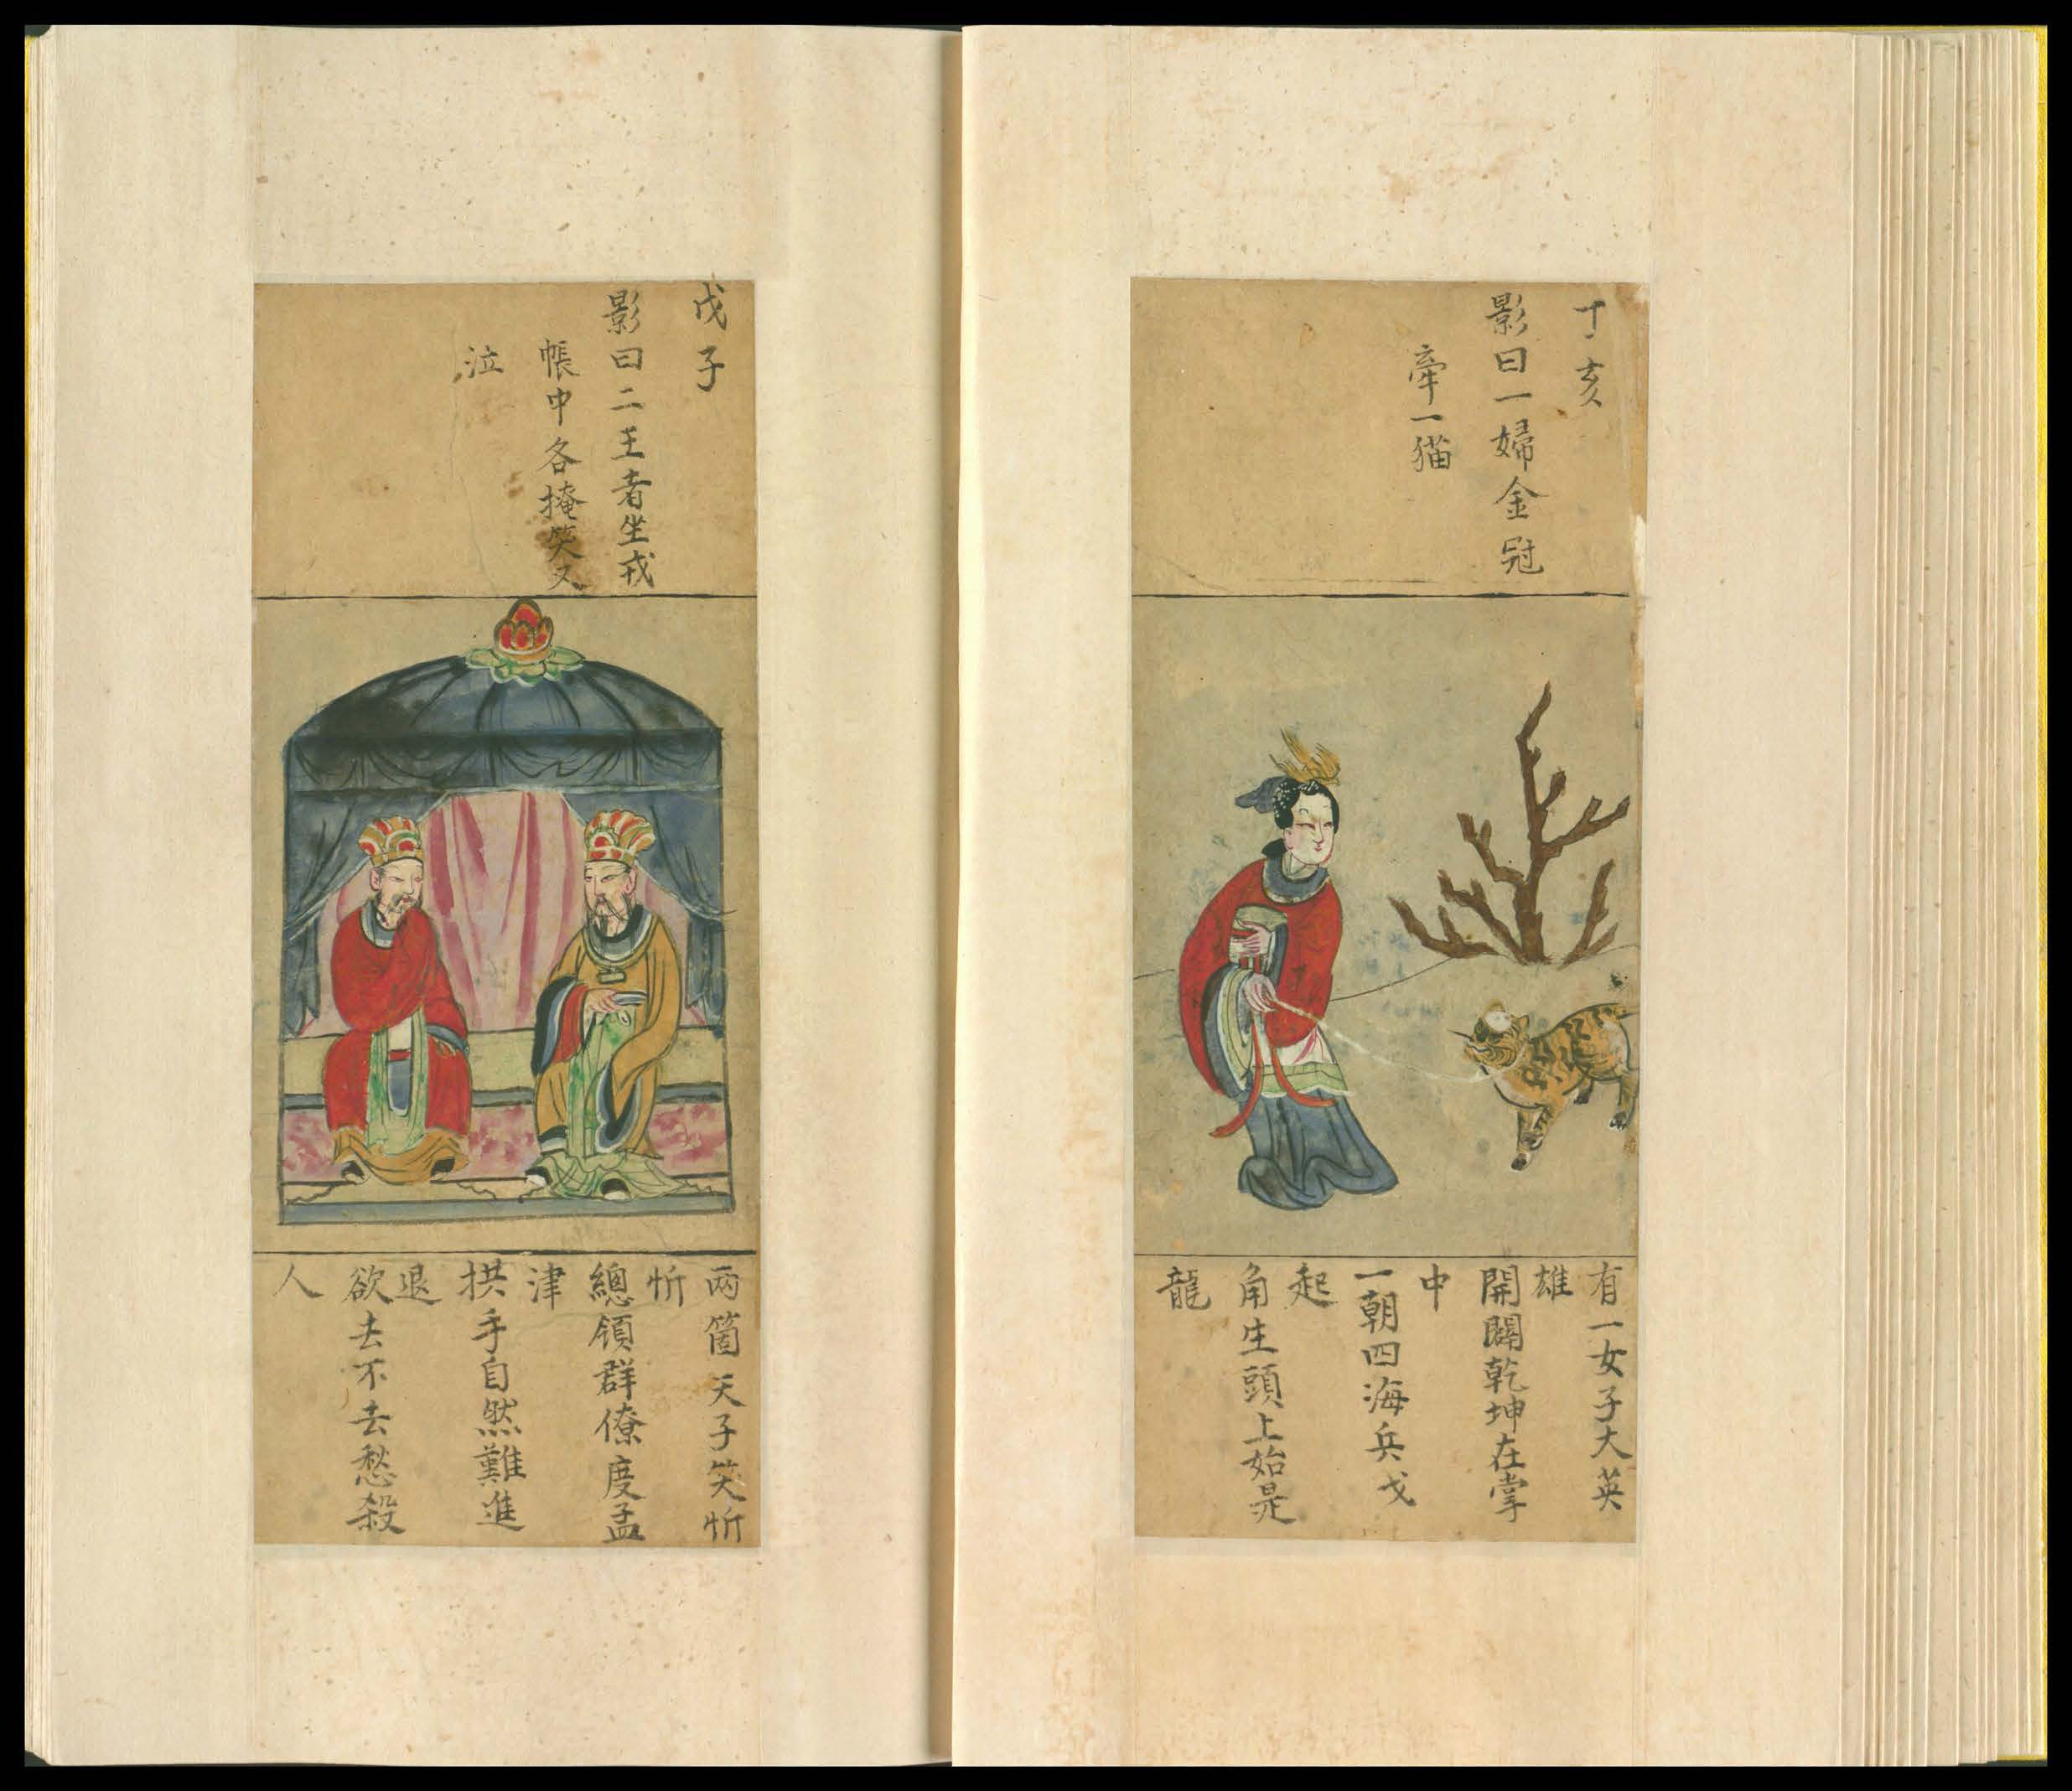 丁亥
影曰一婦金冠
牽一猫
有一女子大英
雄
開闢乾坤在掌
中
一朝四海兵戈
起
角生頭上始是
龍
戊子
影曰二王者坐戎
帳中各掩笑又
泣
两箇天子笑忻
忻
總領群僚度孟
津
拱手自然難進
退
欲去不去愁殺
人